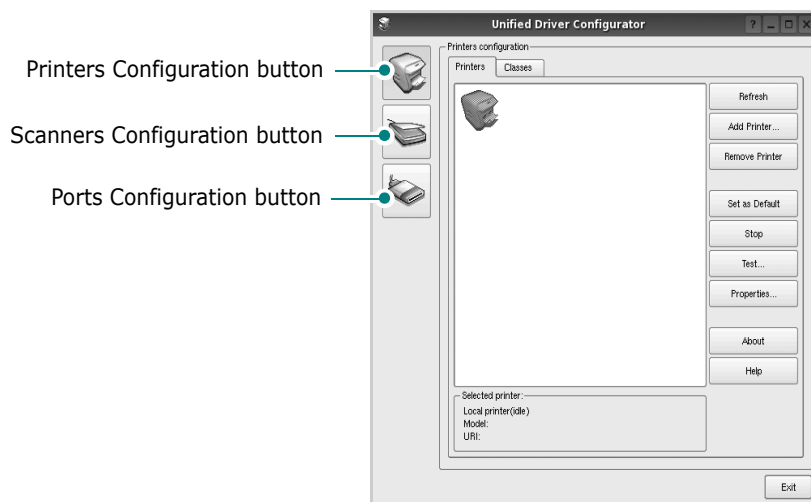 Unified Driver Configurator
Printers Configuration button
Scanners Configuration button
Ports Configuration button
Printers configuration
Printers
Classes
Refresh
Add Printer...
Remove Printer
Set as Default
Stop
Test...
Properties...
About
Help
Selected printer:
Local printer(idle)
Model:
URI:
Exit